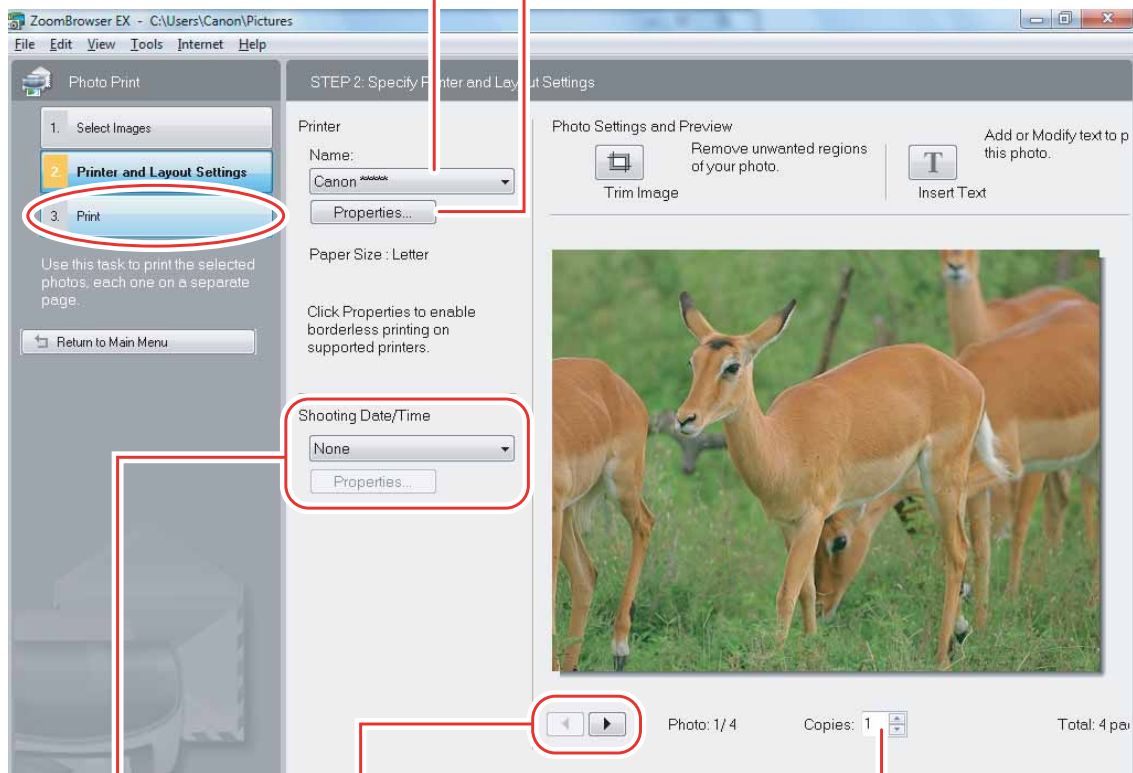 ZoomBrowser EX - C:\Users\Canon\Pictures
File Edit View Tools Internet Help
Photo Print
STEP 2: Specify Printer and Layout Settings
1. Select Images
2. Printer and Layout Settings
3. Print
Use this task to print the selected
photos, each one on a separate
page.
Return to Main Menu
Printer
Name:
Canon *****
Properties...
Paper Size : Letter
Click Properties to enable
borderless printing on
supported printers.
Shooting Date/Time
None
Properties...
Photo Settings and Preview
Remove unwanted regions
of your photo.
Trim Image
T
Add or Modify text to p
this photo.
Insert Text
Photo: 1/ 4
Copies: 1
Total: 4 pa